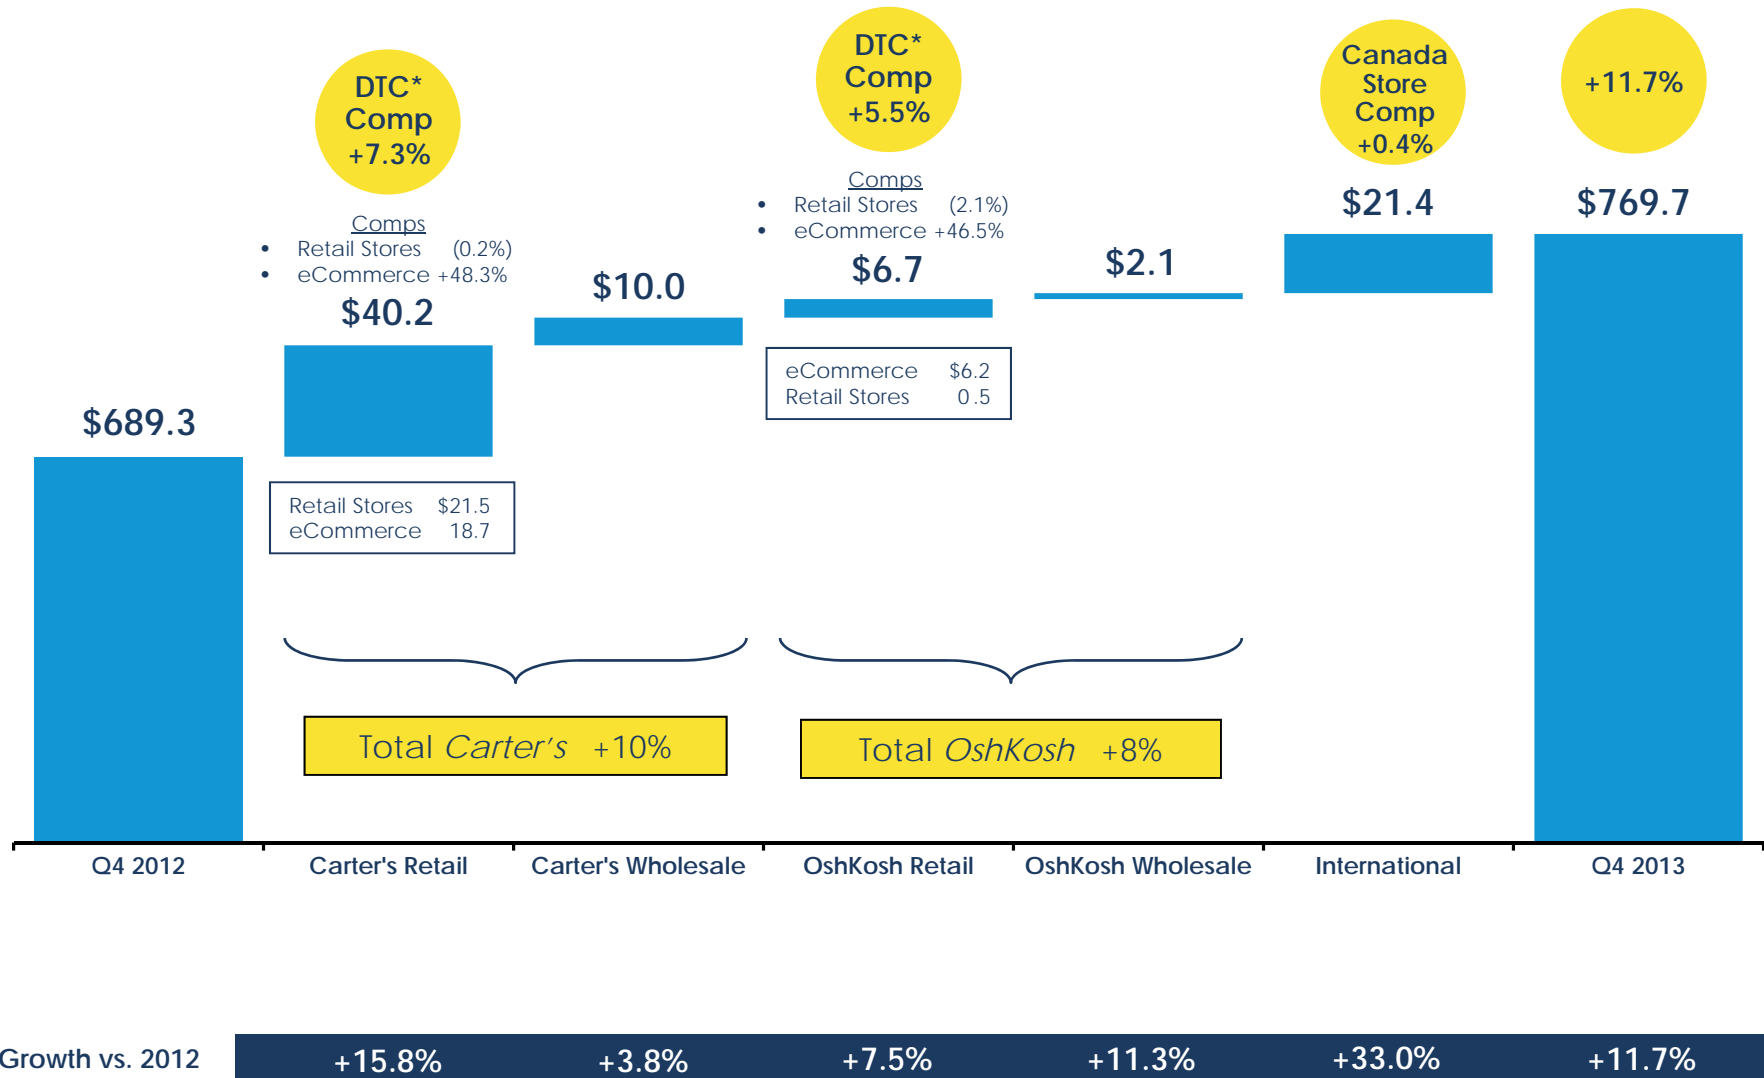 DTC*
Comp
+7.3%
Comps
• Retail Stores (0.2%)
• eCommerce +48.3%
DTC*
Comp
+5.5%
Comps
• Retail Stores (2.1%)
• eCommerce +46.5%
Canada
Store
Comp
+0.4%
+11.7%
$689.3
$40.2
$10.0
$6.7
$2.1
$21.4
$769.7
Retail Stores $21.5
eCommerce 18.7
eCommerce $6.2
Retail Stores 0.5
Total Carter's +10%
Total OshKosh +8%
Q4 2012
Carter's Retail
Carter's Wholesale
OshKosh Retail
OshKosh Wholesale
International
Q4 2013
Growth vs. 2012 +15.8% +3.8% +7.5% +11.3% +33.0% +11.7%